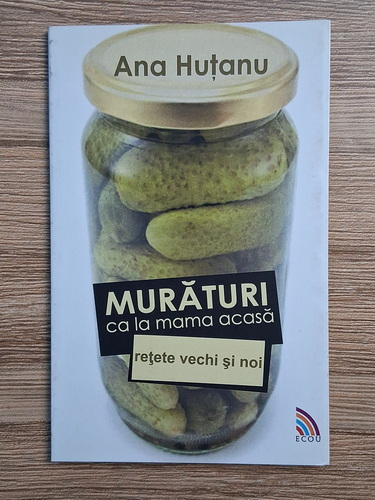 Ana Huțanu
MURĂTURI
ca la mama acasă
rețete vechi și noi
ECOU